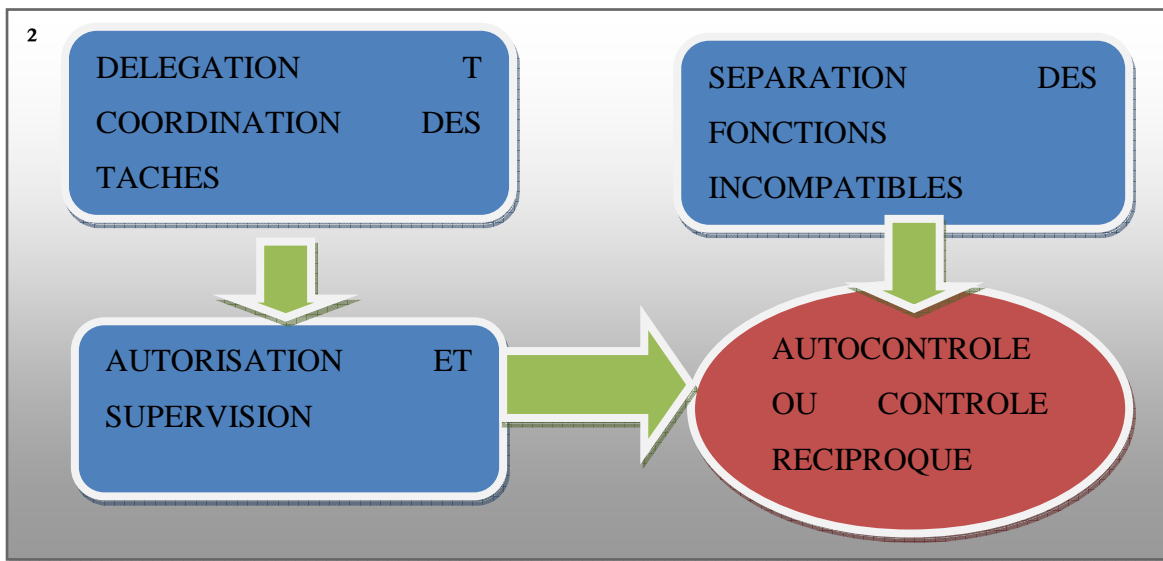 2
DELEGATION T
COORDINATION DES
TACHES
SEPARATION DES
FONCTIONS
INCOMPATIBLES
AUTORISATION ET
SUPERVISION
AUTOCONTROLE
OU CONTROLE
RECIPROQUE